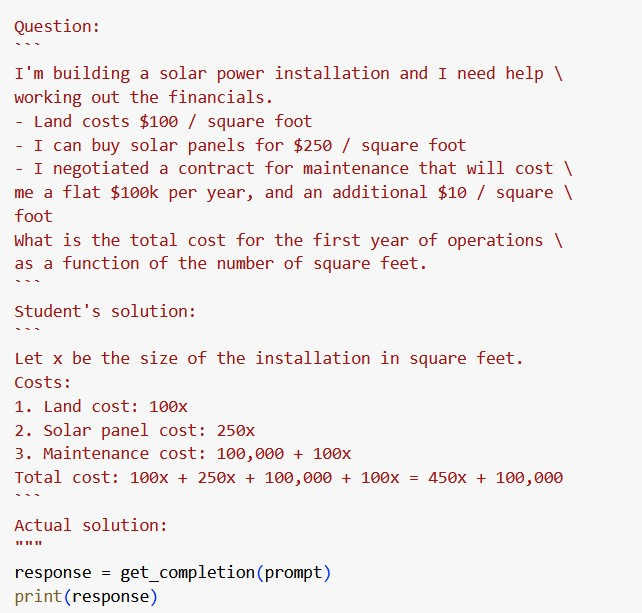 Question:
```
I'm building a solar power installation and I need help \
working out the financials.
- Land costs $100 / square foot
- I can buy solar panels for $250 / square foot
- I negotiated a contract for maintenance that will cost \
me a flat $100k per year, and an additional $10 / square \
foot
What is the total cost for the first year of operations \
as a function of the number of square feet.
```
Student's solution:
```
Let x be the size of the installation in square feet.
Costs:
1. Land cost: 100x
2. Solar panel cost: 250x
3. Maintenance cost: 100,000 + 100x
Total cost: 100x + 250x + 100,000 + 100x = 450x + 100,000
```
Actual solution:
"""
response = get_completion(prompt)
print(response)